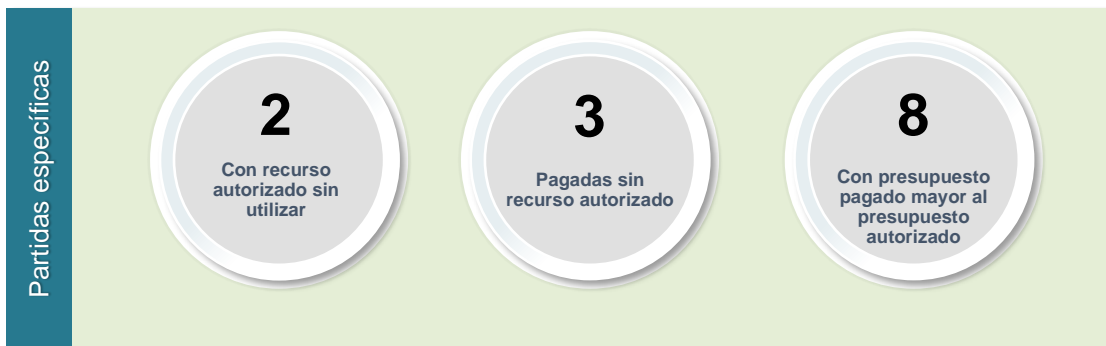 Partidas específicas
2
Con recurso
autorizado sin
utilizar
3
Pagadas sin
recurso autorizado
8
Con presupuesto
pagado mayor al
presupuesto
autorizado